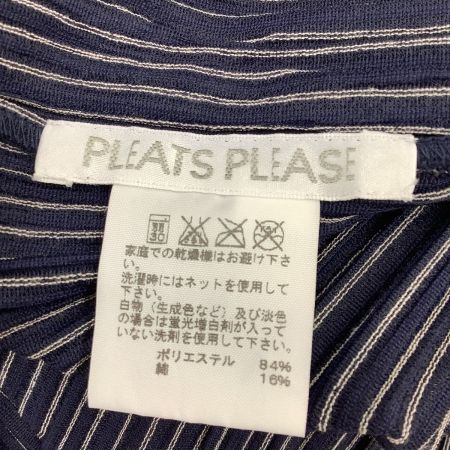 PLEATS PLEASE
家庭での乾燥機はお避け下
さい。
洗濯時にはネットを使用して
下さい。
白物（生成色など）及び淡色
の場合は蛍光増白剤が入って
いない洗剤を使用して下さい。
ポリエステル 84%
綿 16%